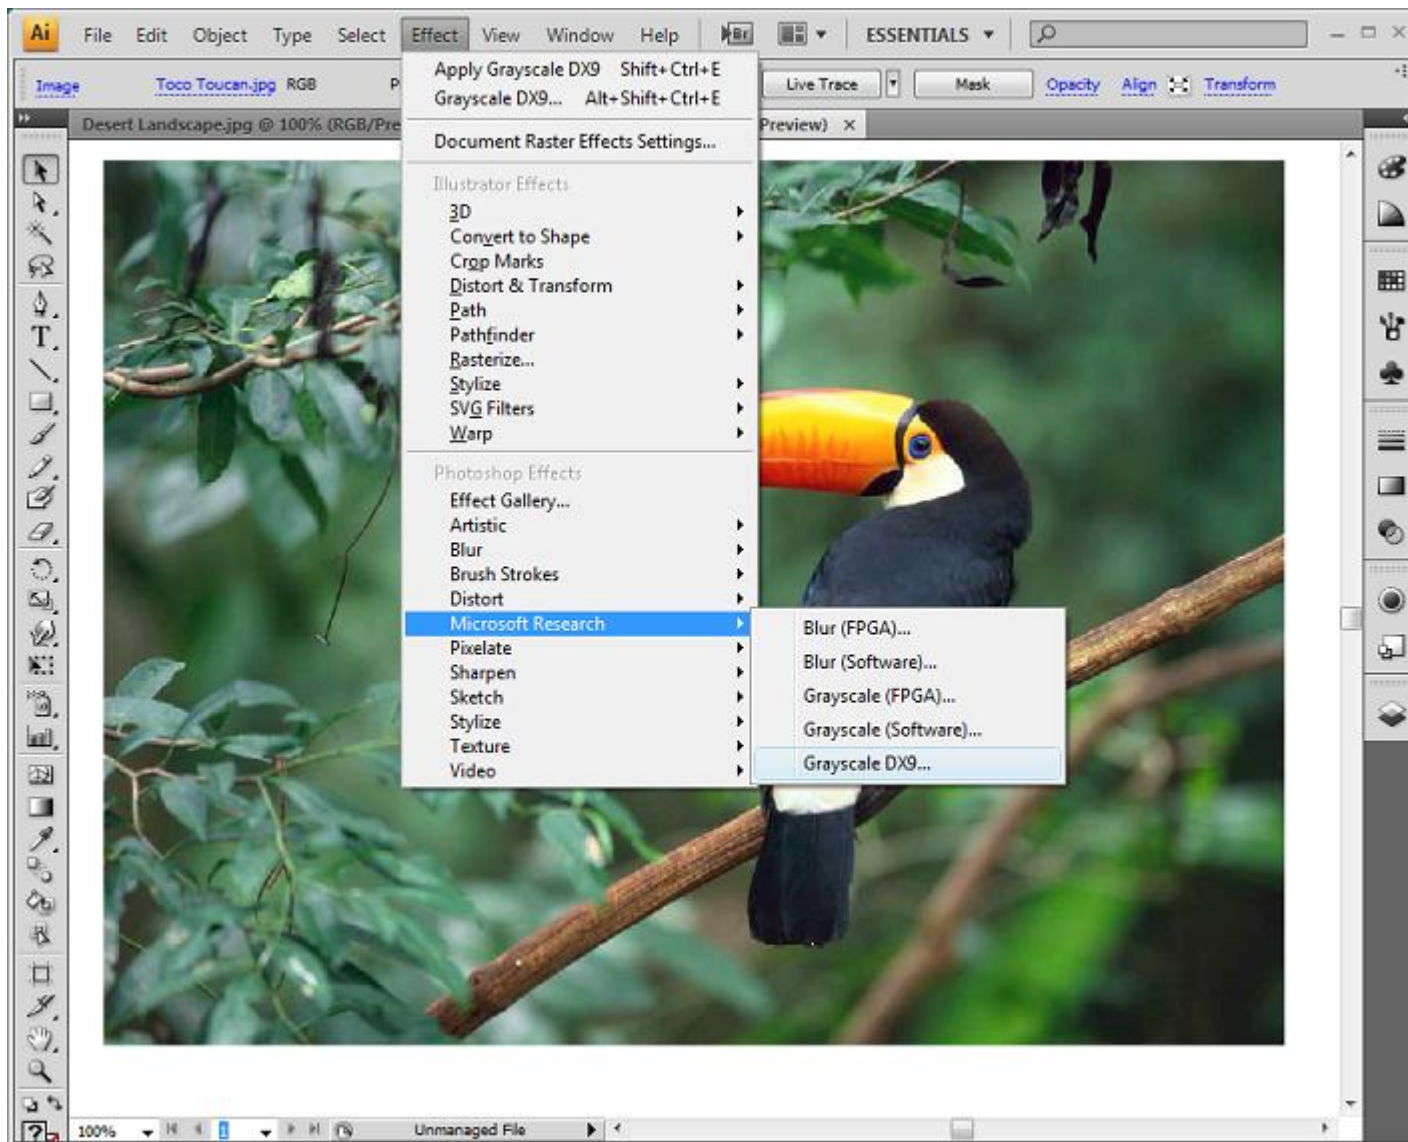 Ai File Edit Object Type Select Effect View Window Help Br ESSENTIALS
Image Toco Toucan.jpg RGB P Live Trace Mask Opacity Align Transform
Desert Landscape.jpg @ 100% (RGB/Pre Preview) ×
Apply Grayscale DX9 Shift+Ctrl+E
Grayscale DX9... Alt+Shift+Ctrl+E
Document Raster Effects Settings...
Illustrator Effects
3D
Convert to Shape
Crop Marks
Distort & Transform
Path
Pathfinder
Rasterize...
Stylize
SVG Filters
Warp
Photoshop Effects
Effect Gallery...
Artistic
Blur
Brush Strokes
Distort
Microsoft Research
Pixelate
Sharpen
Sketch
Stylize
Texture
Video
Blur (FPGA)...
Blur (Software)...
Grayscale (FPGA)...
Grayscale (Software)...
Grayscale DX9...
100% 1 Unmanaged File